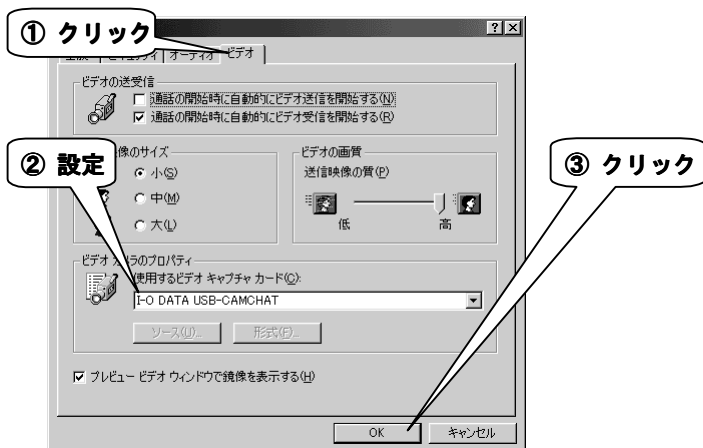 ① クリック
オーディオ
ビデオ
ビデオの送受信
通話の開始時に自動的にビデオ送信を開始する(N)
通話の開始時に自動的にビデオ受信を開始する(R)
像のサイズ
② 設定
小(S)
中(M)
大(L)
ビデオの画質
送信映像の質(P)
低
高
③ クリック
ビデオ
ラのプロパティ
使用するビデオ キャプチャ カード(C):
I-O DATA USB-CAMCHAT
ソース(U)...
形式(F)...
プレビュー ビデオ ウィンドウで鏡像を表示する(H)
OK
キャンセル